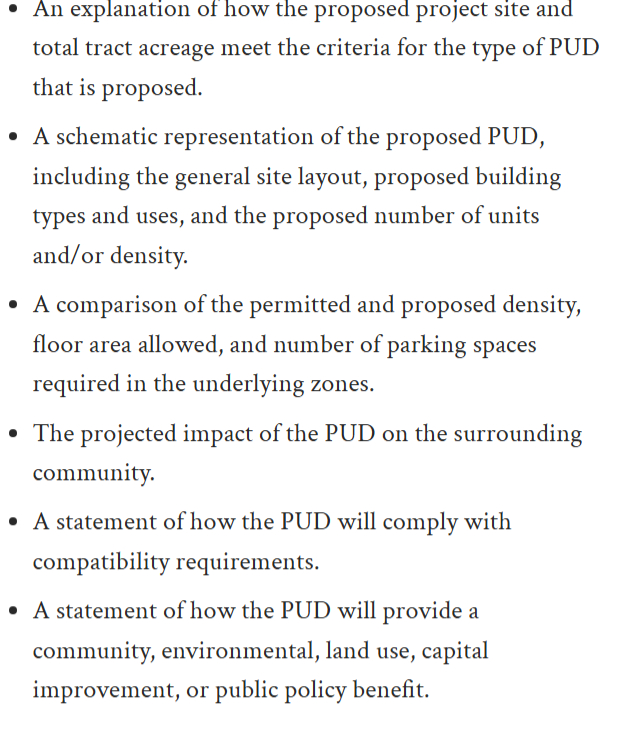 • An explanation of how the proposed project site and
total tract acreage meet the criteria for the type of PUD
that is proposed.
• A schematic representation of the proposed PUD,
including the general site layout, proposed building
types and uses, and the proposed number of units
and/or density.
• A comparison of the permitted and proposed density,
floor area allowed, and number of parking spaces
required in the underlying zones.
• The projected impact of the PUD on the surrounding
community.
• A statement of how the PUD will comply with
compatibility requirements.
• A statement of how the PUD will provide a
community, environmental, land use, capital
improvement, or public policy benefit.